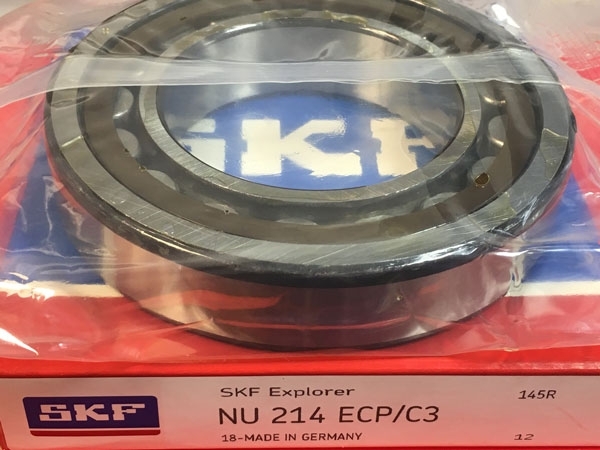 SKF
SKF
SKF Explorer
145R
NU 214 ECP/C3
18-MADE IN GERMANY
12